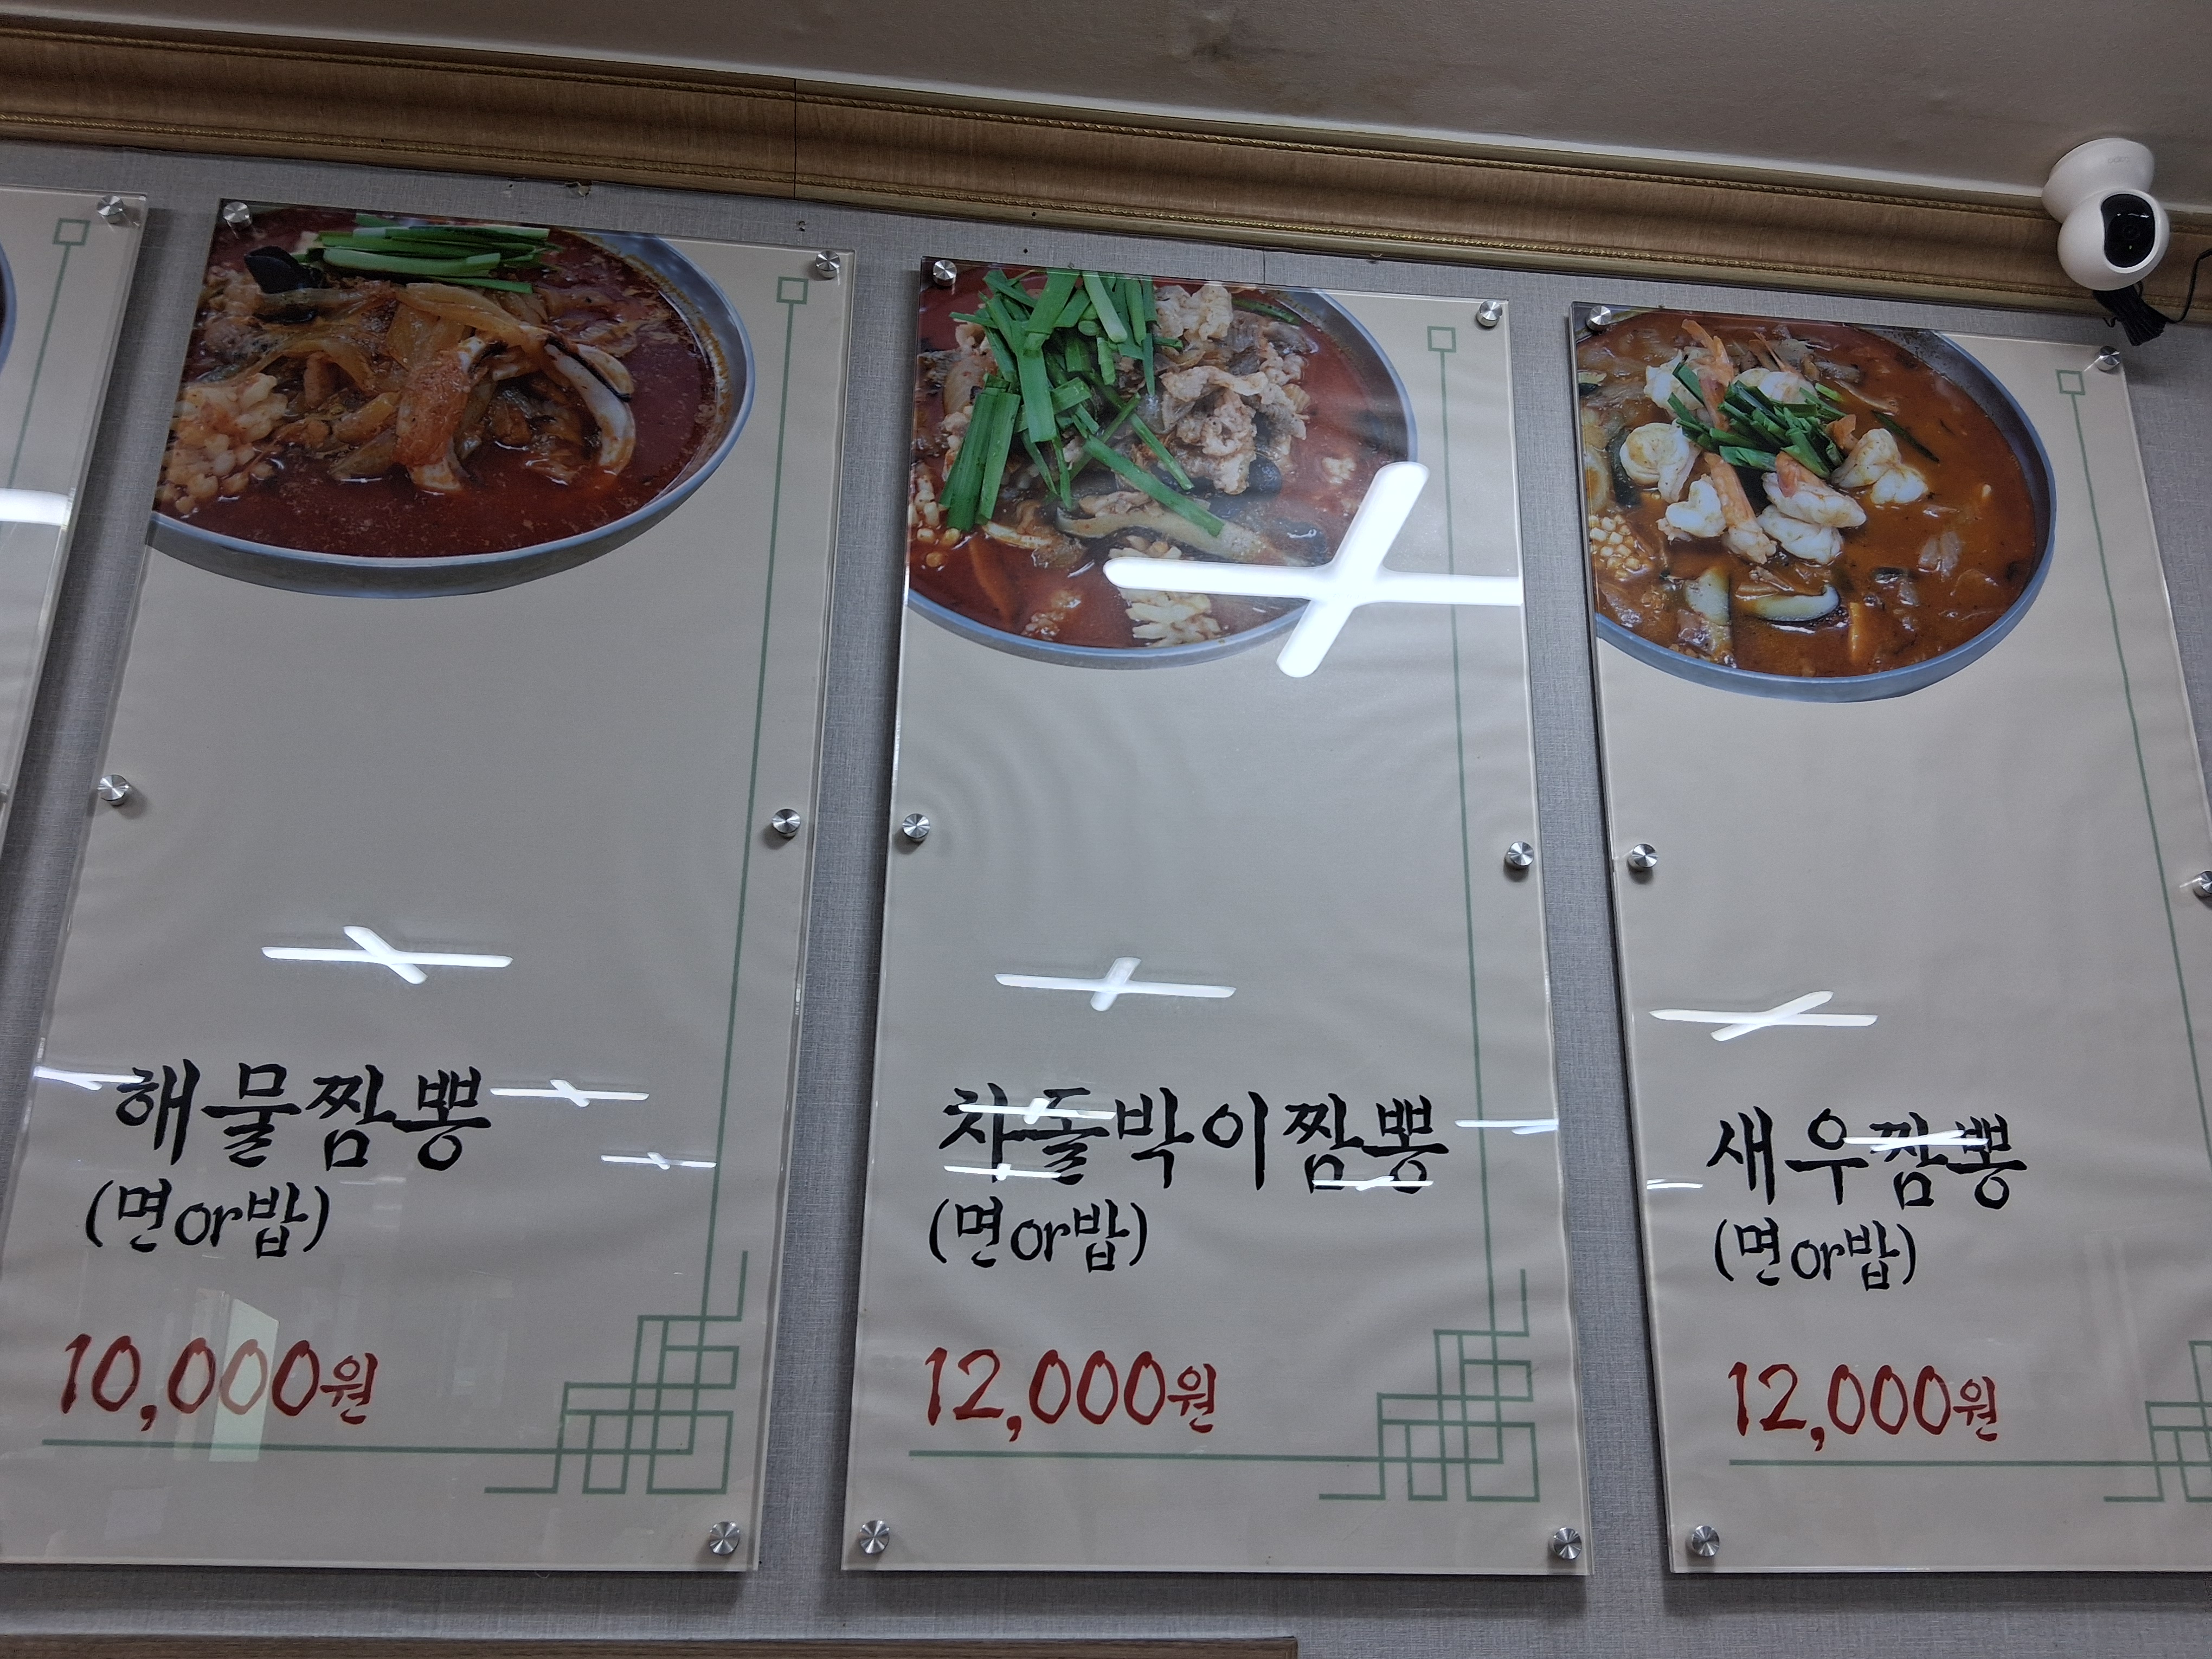 해물짬뽕
(면or밥)
10,000원
차돌박이짬뽕
(면or밥)
12,000원
새우짬뽕
(면or밥)
12,000원